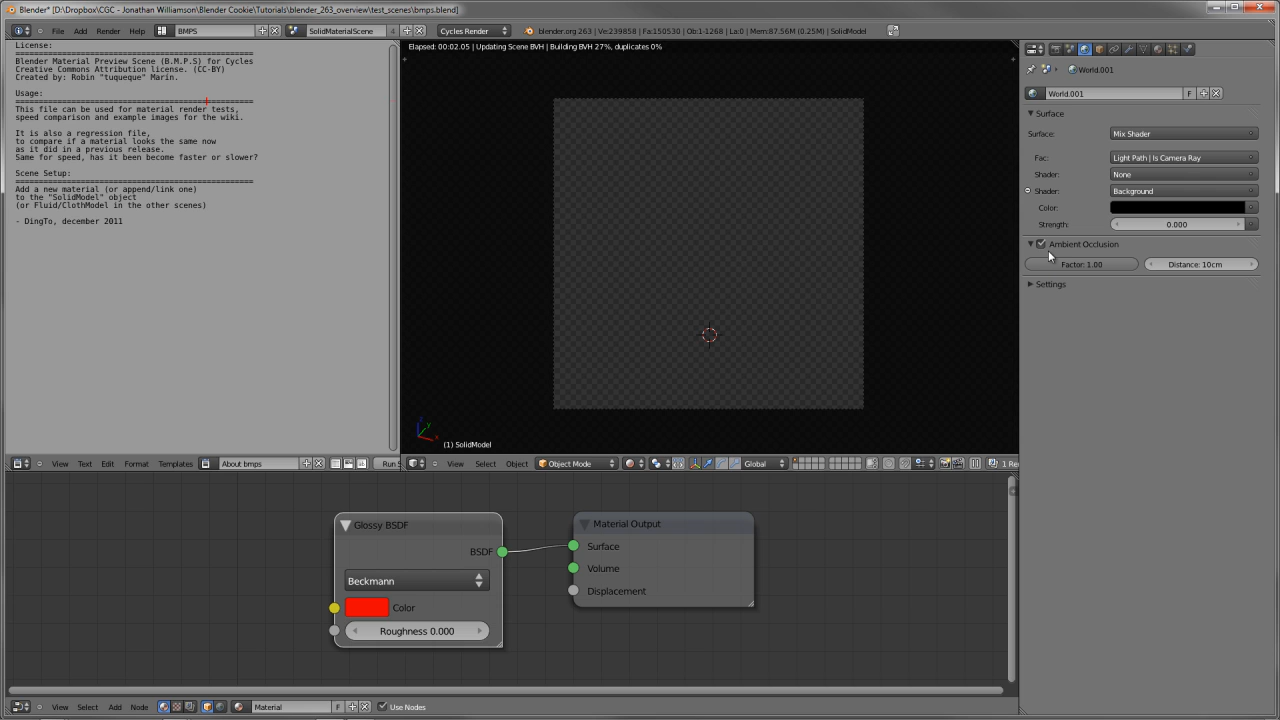 Blender* [D:\Dropbox\CGC - Jonathan Williamson\Blender Cookie\Tutorials\blender_263_overview\test_scenes\bmps.blend]
File Add Render Help BMPS SolidMaterialScene 4 Cycles Render blender.org 263 | Ve:239858 | Fa:150530 | Ob:1-1268 | La:0 | Mem:87.56M (0.25M) | SolidModel
License:
Blender Material Preview Scene (B.M.P.S) for Cycles
Creative Commons Attribution license. (CC-BY)
Created by: Robin "tuqueque" Marin.
Usage:
This file can be used for material render tests,
speed comparison and example images for the wiki.
It is also a regression file,
to compare if a material looks the same now
as it did in a previous release.
Same for speed, has it been become faster or slower?
Scene Setup:
Add a new material (or append/link one)
to the "SolidModel" object
(or Fluid/ClothModel in the other scenes)
- DingTo, december 2011
Elapsed: 00:02.05 | Updating Scene BVH | Building BVH 27%, duplicates 0%
(1) SolidModel
World.001
World.001 F
Surface
Surface: Mix Shader
Fac: Light Path | Is Camera Ray
Shader: None
Shader: Background
Color:
Strength: 0.000
Ambient Occlusion
Factor: 1.00 Distance: 10cm
Settings
View Text Edit Format Templates About bmps Run S
View Select Object Object Mode Global 1 Re
Glossy BSDF
BSDF
Beckmann
Color
Roughness 0.000
Material Output
Surface
Volume
Displacement
View Select Add Node Material F Use Nodes